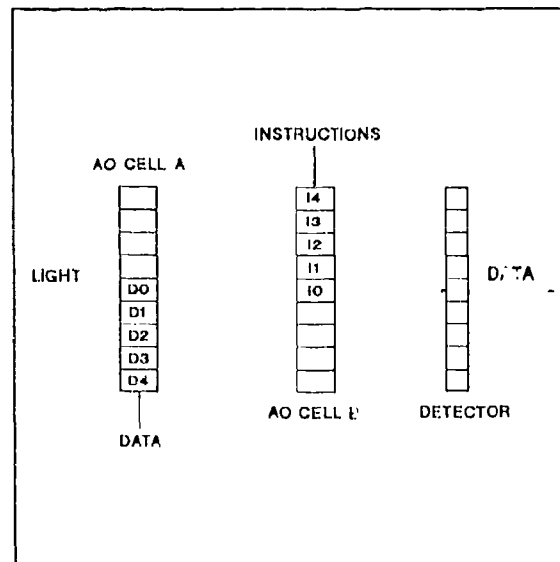 INSTRUCTIONS
AO CELL A
I4
I3
I2
I1
I0
LIGHT
D0
D1
D2
D3
D4
AO CELL
DETECTOR
DATA